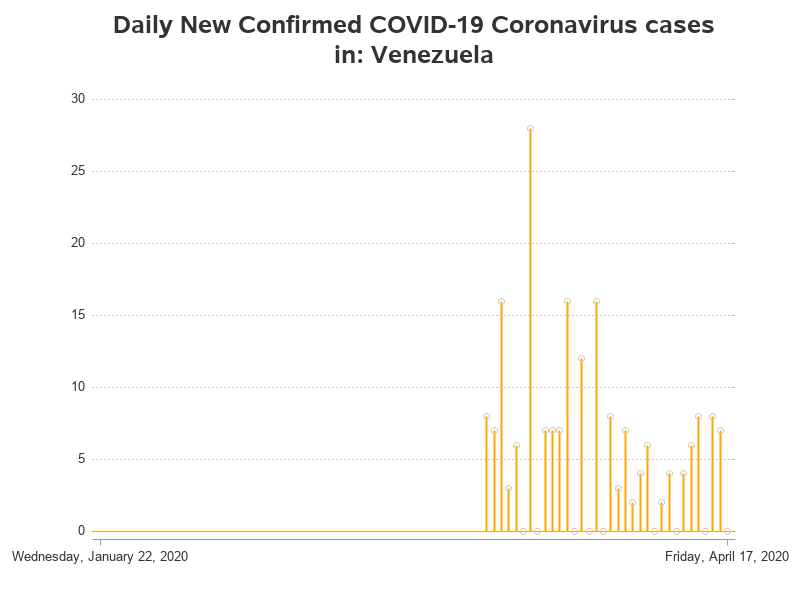 Daily New Confirmed COVID-19 Coronavirus cases
in: Venezuela
30
25
20
15
10
5
0
Wednesday, January 22, 2020
Friday, April 17, 2020